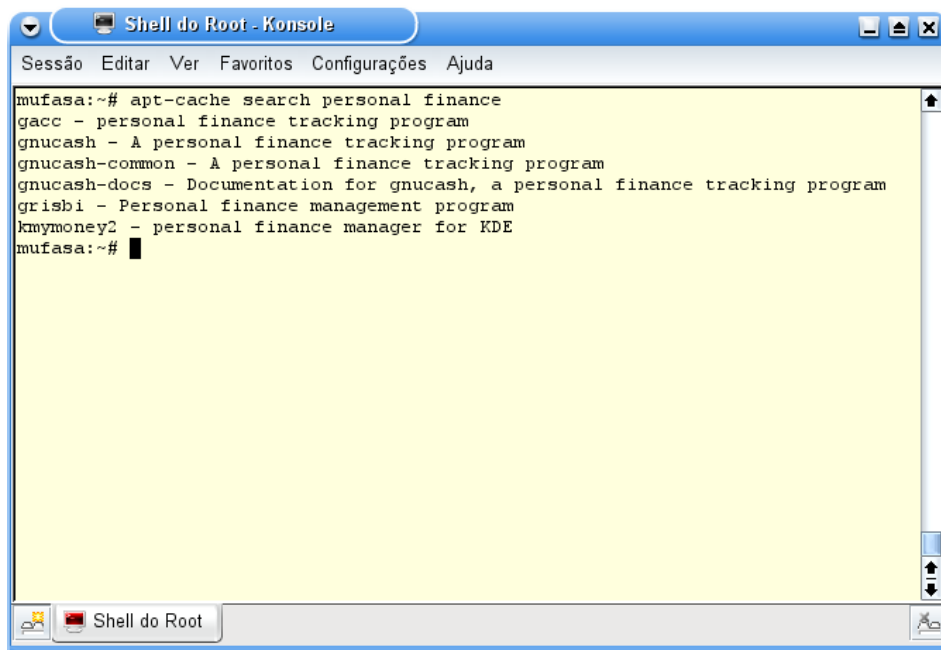 Shell do Root - Konsole
Sessão Editar Ver Favoritos Configurações Ajuda
mufasa:~# apt-cache search personal finance
gacc - personal finance tracking program
gnucash - A personal finance tracking program
gnucash-common - A personal finance tracking program
gnucash-docs - Documentation for gnucash, a personal finance tracking program
grisbi - Personal finance management program
kmymoney2 - personal finance manager for KDE
mufasa:~#
Shell do Root